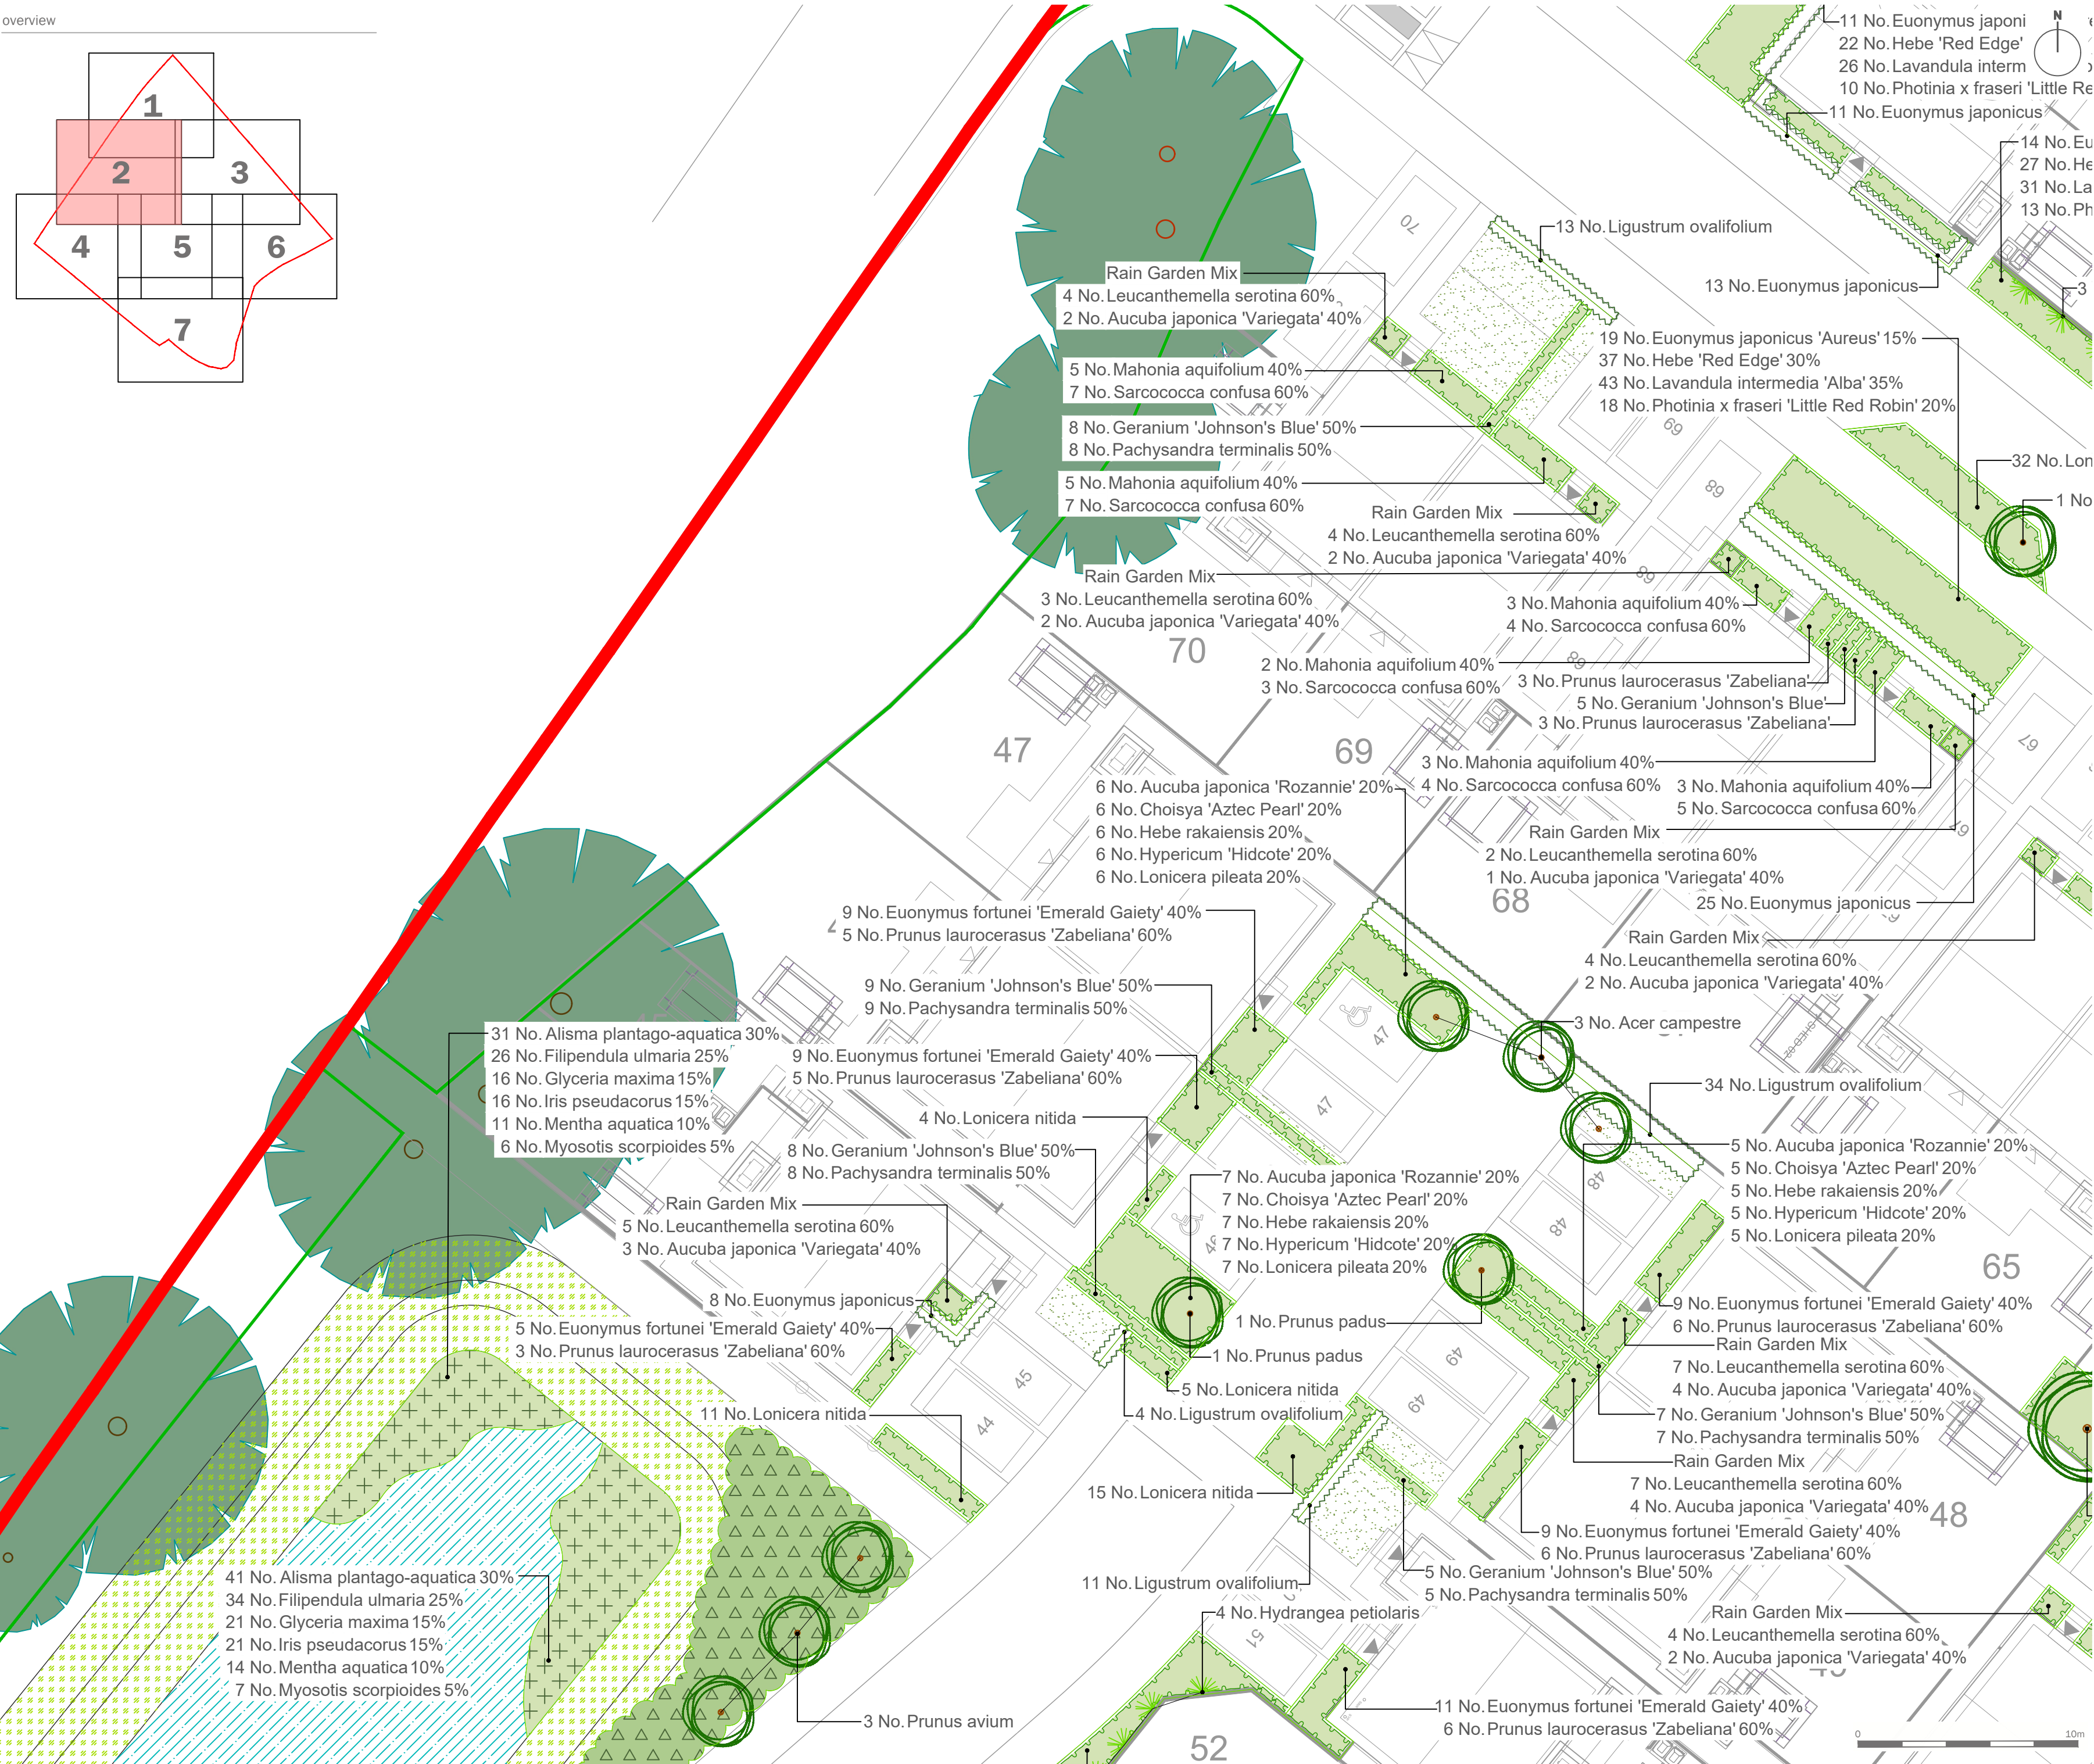 overview
1
2
3
4
5
6
7
N
11 No. Euonymus japoni
22 No. Hebe 'Red Edge'
26 No. Lavandula interm
10 No. Photinia x fraseri 'Little Re
11 No. Euonymus japonicus
14 No. Eu
27 No. He
31 No. La
13 No. Ph
3
13 No. Ligustrum ovalifolium
13 No. Euonymus japonicus
70
Rain Garden Mix
4 No. Leucanthemella serotina 60%
2 No. Aucuba japonica 'Variegata' 40%
19 No. Euonymus japonicus 'Aureus' 15%
37 No. Hebe 'Red Edge' 30%
43 No. Lavandula intermedia 'Alba' 35%
18 No. Photinia x fraseri 'Little Red Robin' 20%
5 No. Mahonia aquifolium 40%
7 No. Sarcococca confusa 60%
8 No. Geranium 'Johnson's Blue' 50%
8 No. Pachysandra terminalis 50%
69
32 No. Lon
1 No
5 No. Mahonia aquifolium 40%
7 No. Sarcococca confusa 60%
68
Rain Garden Mix
4 No. Leucanthemella serotina 60%
2 No. Aucuba japonica 'Variegata' 40%
68
Rain Garden Mix
3 No. Leucanthemella serotina 60%
2 No. Aucuba japonica 'Variegata' 40%
3 No. Mahonia aquifolium 40%
4 No. Sarcococca confusa 60%
70
68
2 No. Mahonia aquifolium 40%
3 No. Sarcococca confusa 60%
3 No. Prunus laurocerasus 'Zabeliana'
5 No. Geranium 'Johnson's Blue'
3 No. Prunus laurocerasus 'Zabeliana'
47
69
67
3 No. Mahonia aquifolium 40%
4 No. Sarcococca confusa 60%
3 No. Mahonia aquifolium 40%
5 No. Sarcococca confusa 60%
67
6 No. Aucuba japonica 'Rozannie' 20%
6 No. Choisya 'Aztec Pearl' 20%
6 No. Hebe rakaiensis 20%
6 No. Hypericum 'Hidcote' 20%
6 No. Lonicera pileata 20%
Rain Garden Mix
2 No. Leucanthemella serotina 60%
1 No. Aucuba japonica 'Variegata' 40%
68
25 No. Euonymus japonicus
9 No. Euonymus fortunei 'Emerald Gaiety' 40%
5 No. Prunus laurocerasus 'Zabeliana' 60%
Rain Garden Mix
4 No. Leucanthemella serotina 60%
2 No. Aucuba japonica 'Variegata' 40%
9 No. Geranium 'Johnson's Blue' 50%
9 No. Pachysandra terminalis 50%
47
3 No. Acer campestre
SHED 02
31 No. Alisma plantago-aquatica 30%
26 No. Filipendula ulmaria 25%
16 No. Glyceria maxima 15%
16 No. Iris pseudacorus 15%
11 No. Mentha aquatica 10%
6 No. Myosotis scorpioides 5%
9 No. Euonymus fortunei 'Emerald Gaiety' 40%
5 No. Prunus laurocerasus 'Zabeliana' 60%
47
34 No. Ligustrum ovalifolium
4 No. Lonicera nitida
8 No. Geranium 'Johnson's Blue' 50%
8 No. Pachysandra terminalis 50%
5 No. Aucuba japonica 'Rozannie' 20%
5 No. Choisya 'Aztec Pearl' 20%
5 No. Hebe rakaiensis 20%
5 No. Hypericum 'Hidcote' 20%
5 No. Lonicera pileata 20%
48
48
7 No. Aucuba japonica 'Rozannie' 20%
7 No. Choisya 'Aztec Pearl' 20%
7 No. Hebe rakaiensis 20%
7 No. Hypericum 'Hidcote' 20%
7 No. Lonicera pileata 20%
Rain Garden Mix
5 No. Leucanthemella serotina 60%
3 No. Aucuba japonica 'Variegata' 40%
65
8 No. Euonymus japonicus
5 No. Euonymus fortunei 'Emerald Gaiety' 40%
3 No. Prunus laurocerasus 'Zabeliana' 60%
1 No. Prunus padus
1 No. Prunus padus
9 No. Euonymus fortunei 'Emerald Gaiety' 40%
6 No. Prunus laurocerasus 'Zabeliana' 60%
Rain Garden Mix
7 No. Leucanthemella serotina 60%
4 No. Aucuba japonica 'Variegata' 40%
49
49
45
44
5 No. Lonicera nitida
4 No. Ligustrum ovalifolium
11 No. Lonicera nitida
7 No. Geranium 'Johnson's Blue' 50%
7 No. Pachysandra terminalis 50%
Rain Garden Mix
7 No. Leucanthemella serotina 60%
4 No. Aucuba japonica 'Variegata' 40%
48
15 No. Lonicera nitida
9 No. Euonymus fortunei 'Emerald Gaiety' 40%
6 No. Prunus laurocerasus 'Zabeliana' 60%
5 No. Geranium 'Johnson's Blue' 50%
5 No. Pachysandra terminalis 50%
11 No. Ligustrum ovalifolium
41 No. Alisma plantago-aquatica 30%
34 No. Filipendula ulmaria 25%
21 No. Glyceria maxima 15%
21 No. Iris pseudacorus 15%
14 No. Mentha aquatica 10%
7 No. Myosotis scorpioides 5%
4 No. Hydrangea petiolaris
51
Rain Garden Mix
4 No. Leucanthemella serotina 60%
2 No. Aucuba japonica 'Variegata' 40%
3 No. Prunus avium
11 No. Euonymus fortunei 'Emerald Gaiety' 40%
6 No. Prunus laurocerasus 'Zabeliana' 60%
52
0
10m